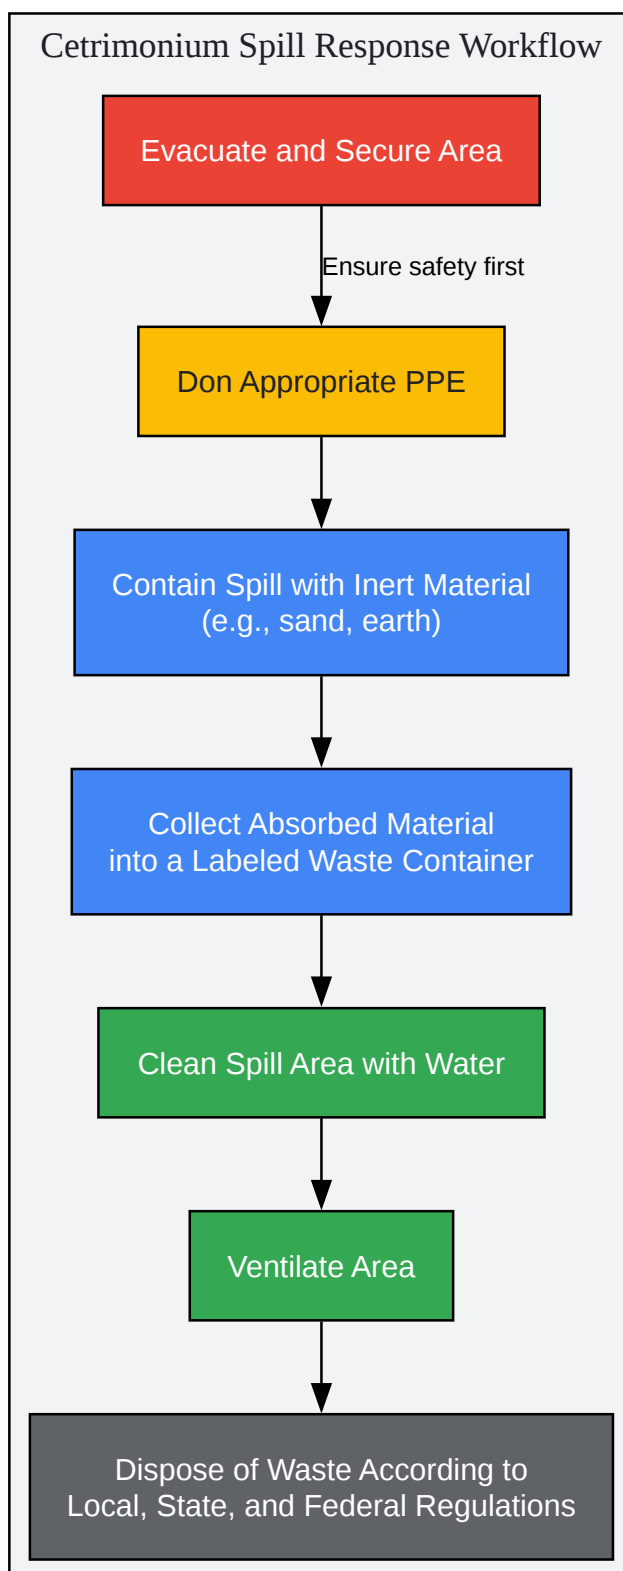 Cetrimonium Spill Response Workflow
Evacuate and Secure Area
Ensure safety first
Don Appropriate PPE
Contain Spill with Inert Material
(e.g., sand, earth)
Collect Absorbed Material
into a Labeled Waste Container
Clean Spill Area with Water
Ventilate Area
Dispose of Waste According to
Local, State, and Federal Regulations